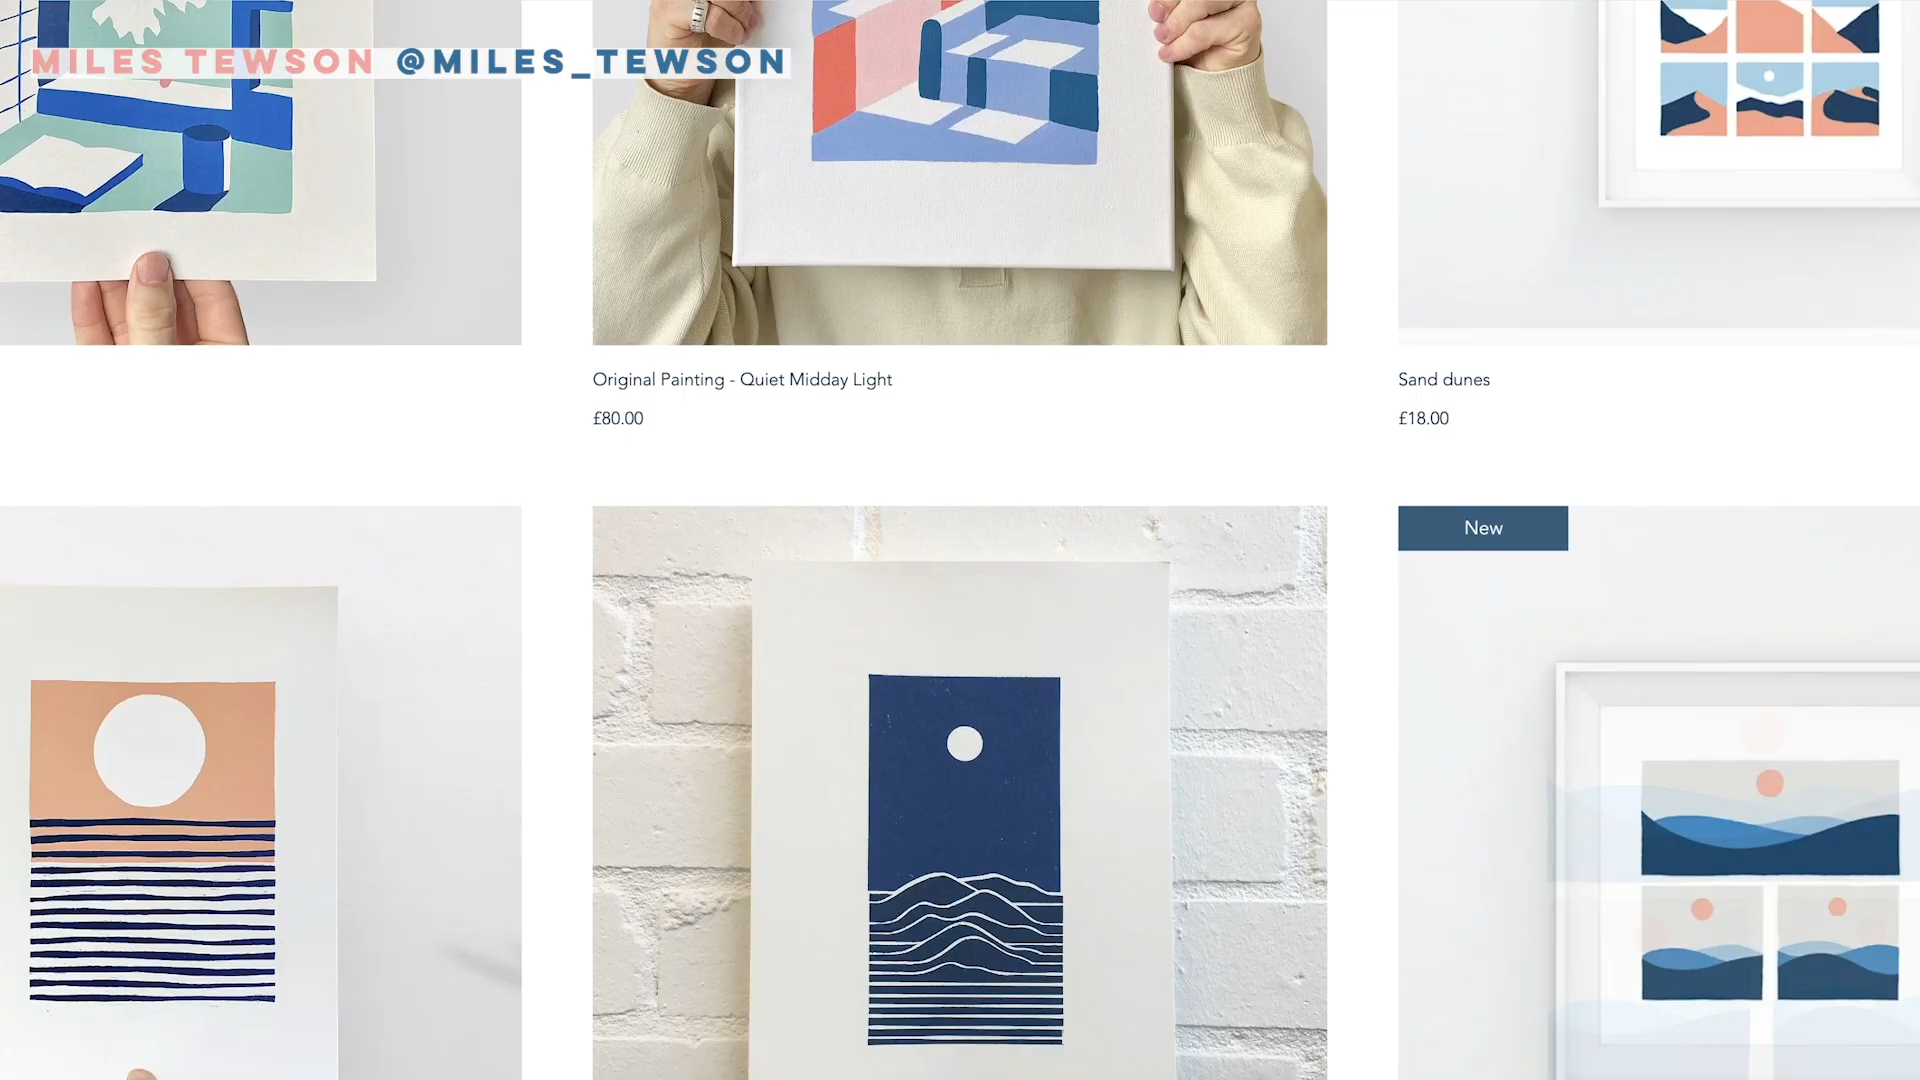 MILES TEWSON @MILES_TEWSON
Original Painting - Quiet Midday Light
£80.00
Sand dunes
£18.00
New